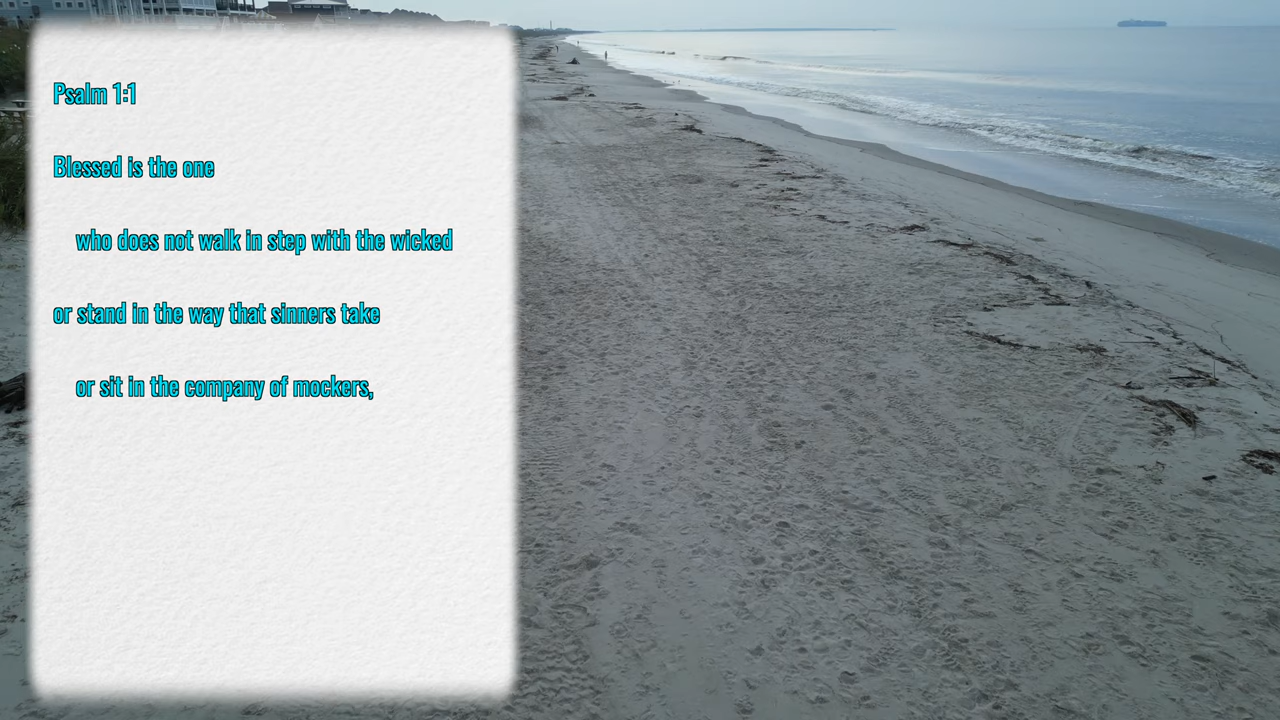 Psalm 1:1
Blessed is the one
who does not walk in step with the wicked
or stand in the way that sinners take
or sit in the company of mockers,